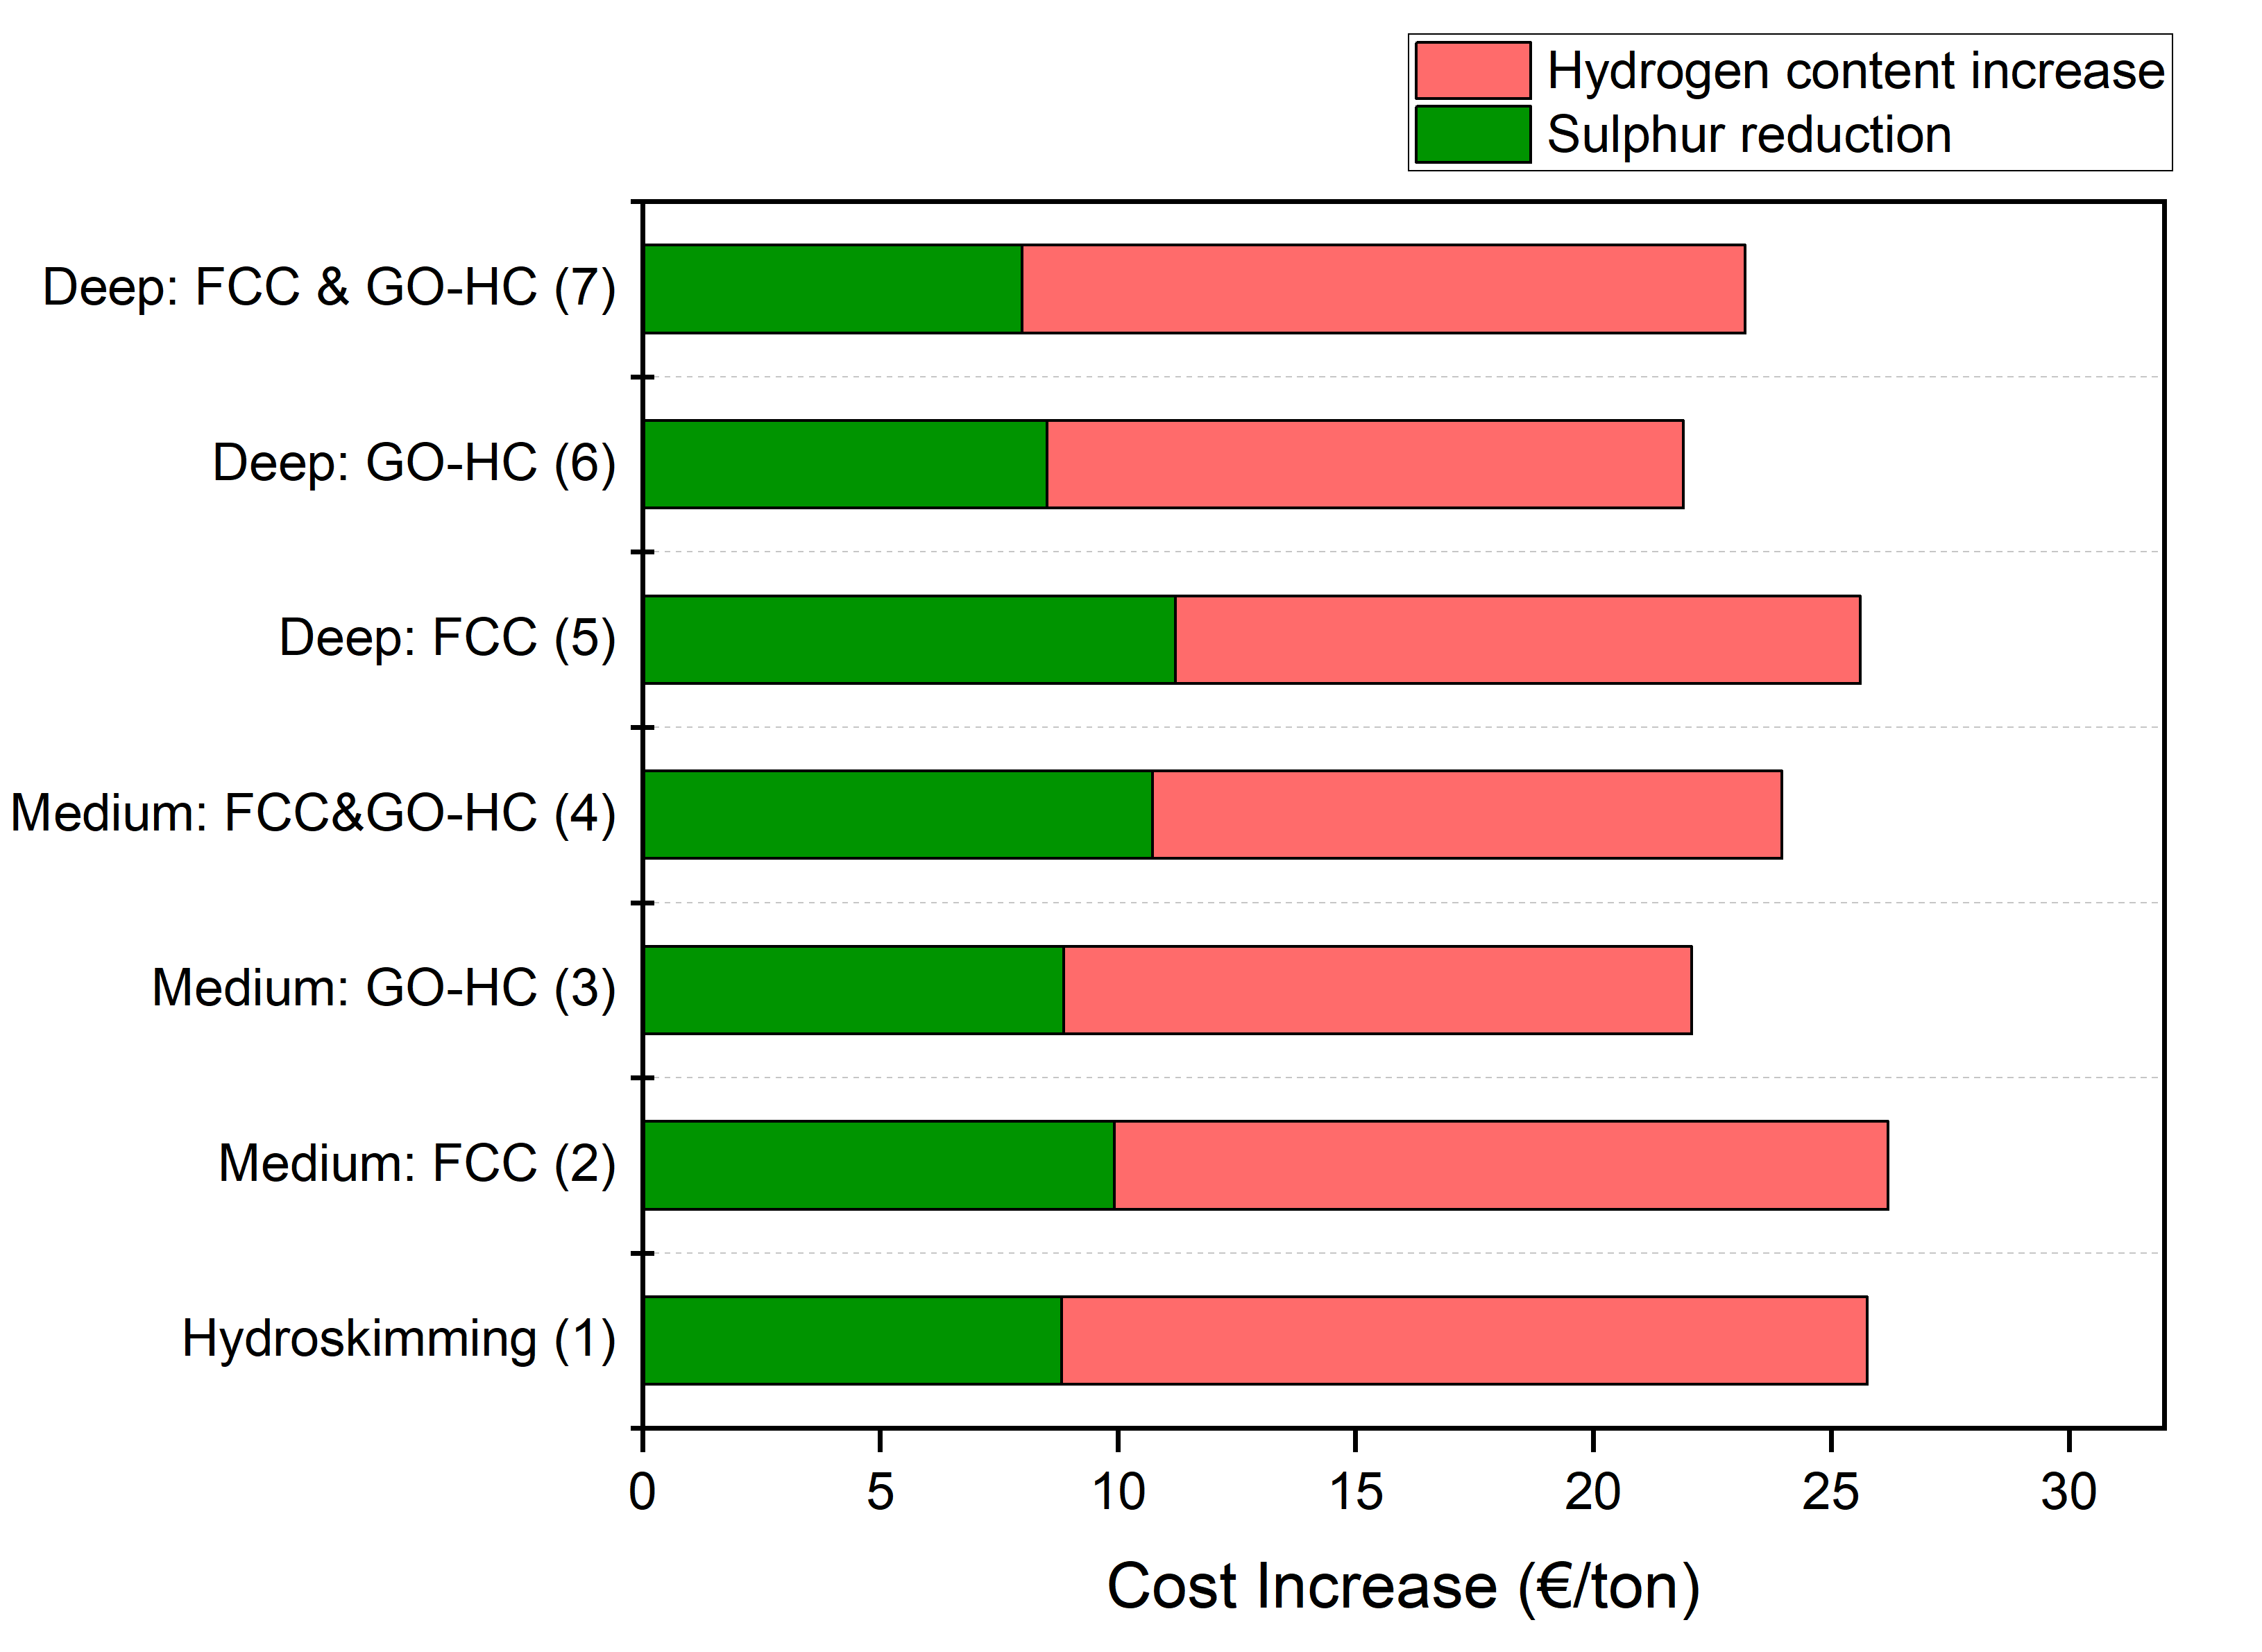 Hydrogen content increase
Sulphur reduction
Deep: FCC & GO-HC (7)
Deep: GO-HC (6)
Deep: FCC (5)
Medium: FCC&GO-HC (4)
Medium: GO-HC (3)
Medium: FCC (2)
Hydroskimming (1)
0 5 10 15 20 25 30
Cost Increase (€/ton)